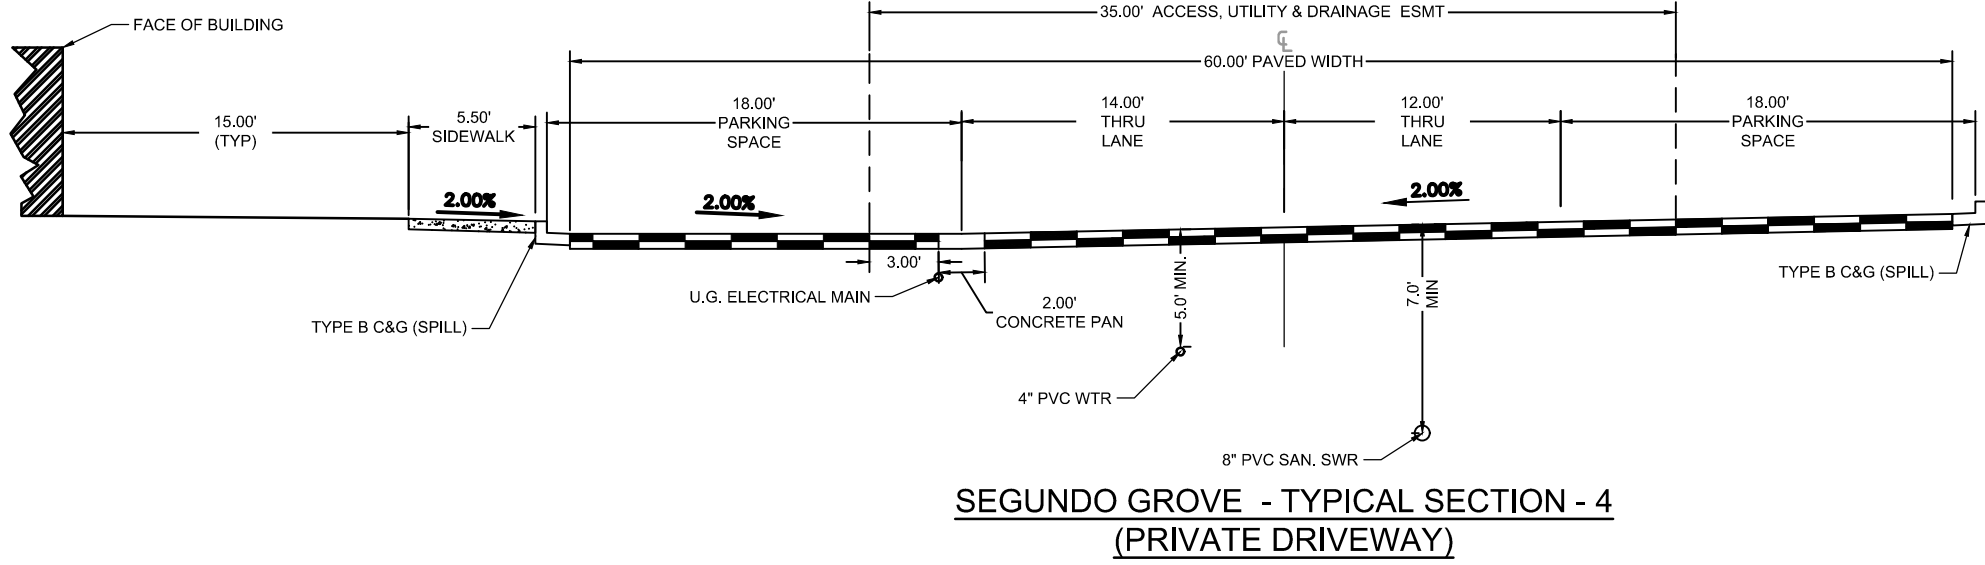 35.00' ACCESS, UTILITY & DRAINAGE ESMT
FACE OF BUILDING
CL
60.00' PAVED WIDTH
15.00'
(TYP)
5.50'
SIDEWALK
18.00'
PARKING
SPACE
14.00'
THRU
LANE
12.00'
THRU
LANE
18.00'
PARKING
SPACE
2.00%
2.00%
2.00%
3.00'
U.G. ELECTRICAL MAIN
2.00'
CONCRETE PAN
5.0' MIN.
7.0'
MIN
TYPE B C&G (SPILL)
TYPE B C&G (SPILL)
4" PVC WTR
8" PVC SAN. SWR
SEGUNDO GROVE - TYPICAL SECTION - 4
(PRIVATE DRIVEWAY)